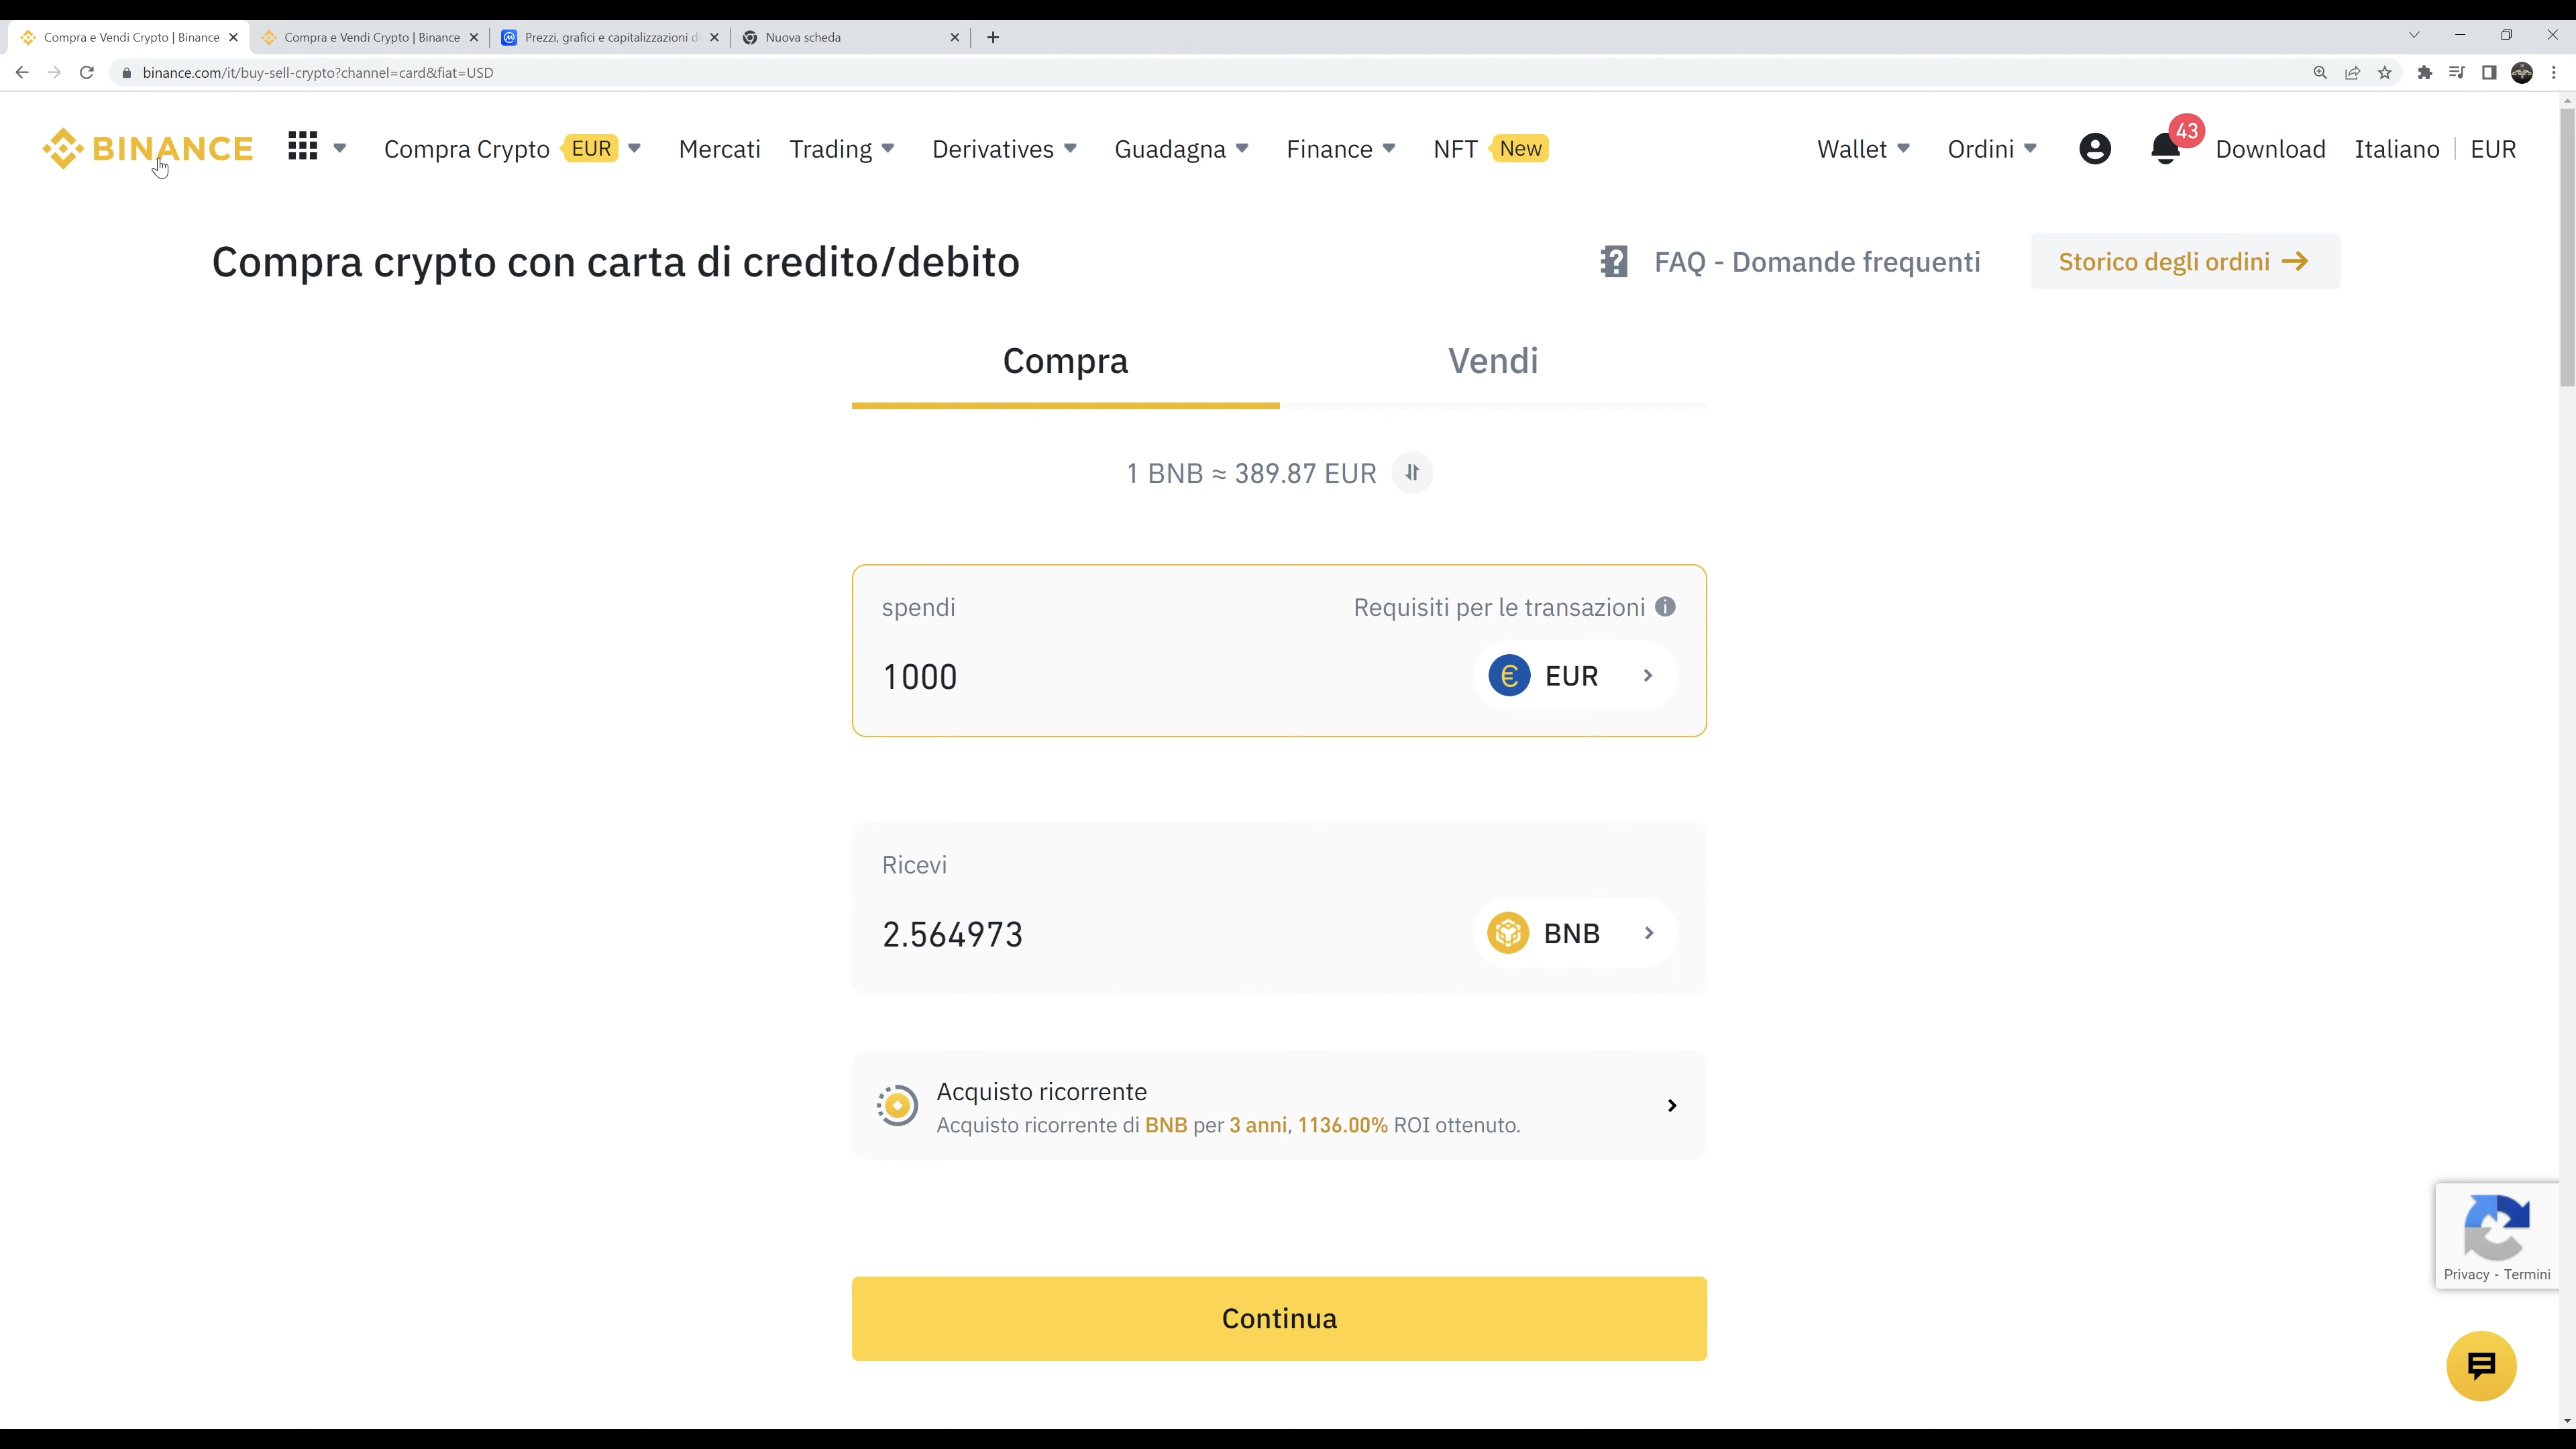 Compra e Vendi Crypto | Binance
Compra e Vendi Crypto | Binance
Prezzi, grafici e capitalizzazioni d
Nuova scheda
binance.com/it/buy-sell-crypto?channel=card&fiat=USD
BINANCE
Compra Crypto EUR
Mercati
Trading
Derivatives
Guadagna
Finance
NFT New
Wallet
Ordini
43
Download
Italiano
EUR
Compra crypto con carta di credito/debito
FAQ - Domande frequenti
Storico degli ordini →
Compra
Vendi
1 BNB ≈ 389.87 EUR
spendi
Requisiti per le transazioni
1000
€ EUR
Ricevi
2.564973
BNB
Acquisto ricorrente
Acquisto ricorrente di BNB per 3 anni, 1136.00% ROI ottenuto.
Privacy - Termini
Continua